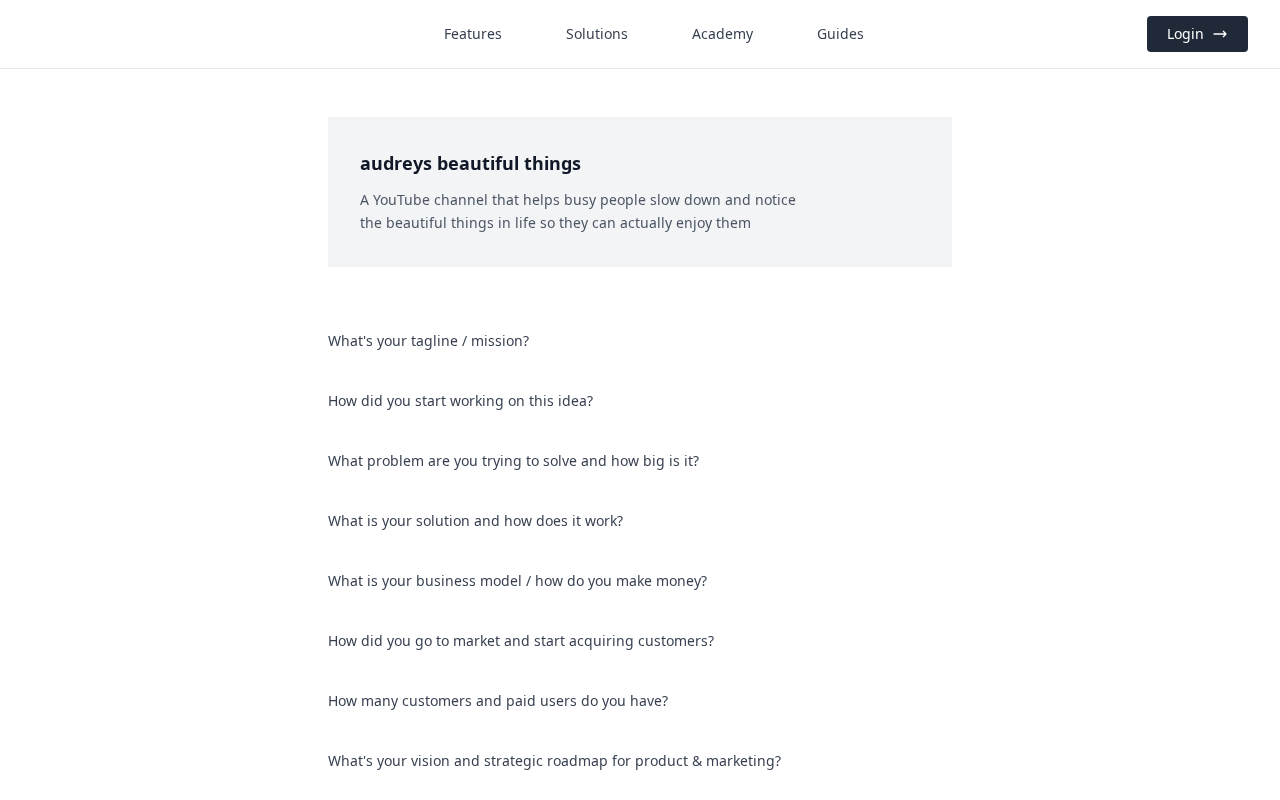 Features
Solutions
Academy
Guides
Login
audreys beautiful things
A YouTube channel that helps busy people slow down and notice
the beautiful things in life so they can actually enjoy them
What's your tagline / mission?
How did you start working on this idea?
What problem are you trying to solve and how big is it?
What is your solution and how does it work?
What is your business model / how do you make money?
How did you go to market and start acquiring customers?
How many customers and paid users do you have?
What's your vision and strategic roadmap for product & marketing?